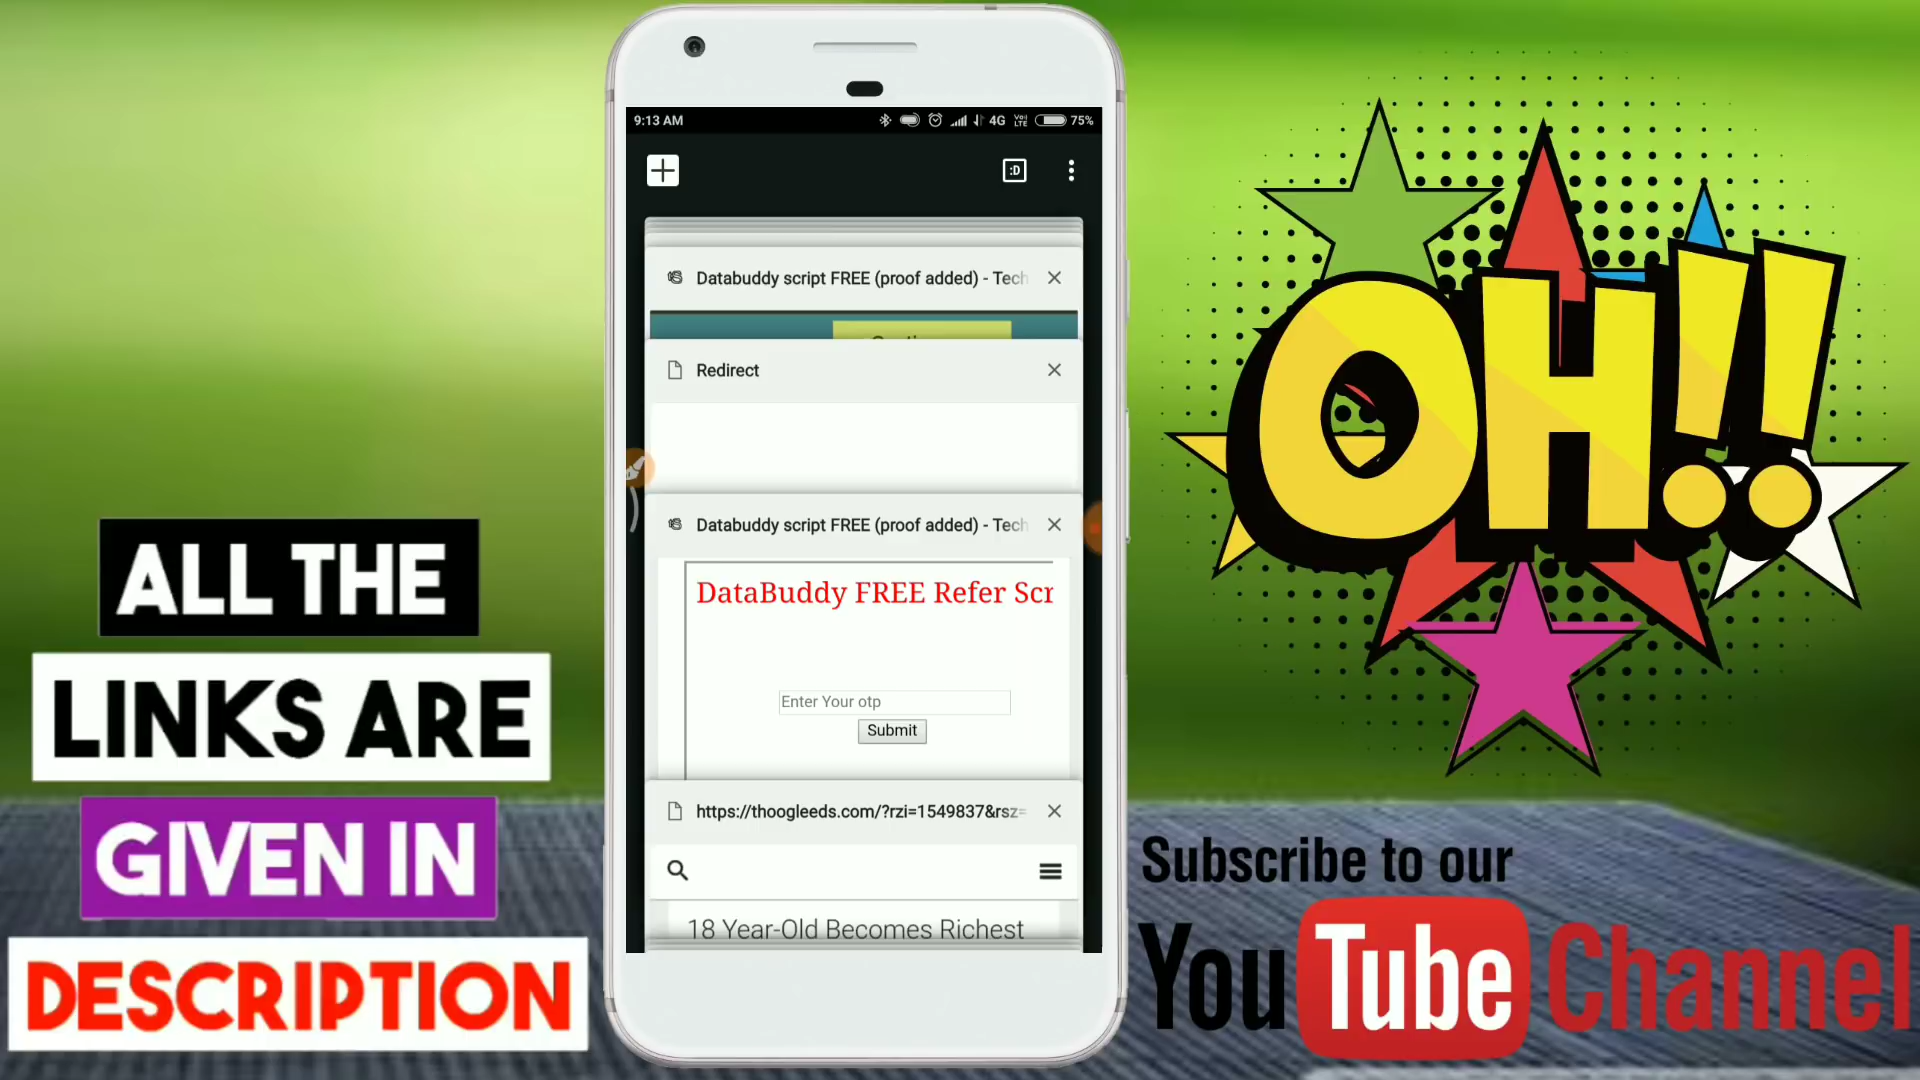 9:13 AM
4G
Vo))
LTE
75%
:D
Databuddy script FREE (proof added) - Tech
Redirect
Databuddy script FREE (proof added) - Tech
DataBuddy FREE Refer Scr
Enter Your otp
Submit
https://thoogleeds.com/?rzi=1549837&rsz=
18 Year-Old Becomes Richest
ALL THE
LINKS ARE
GIVEN IN
DESCRIPTION
OH!!
Subscribe to our
YouTube Channel